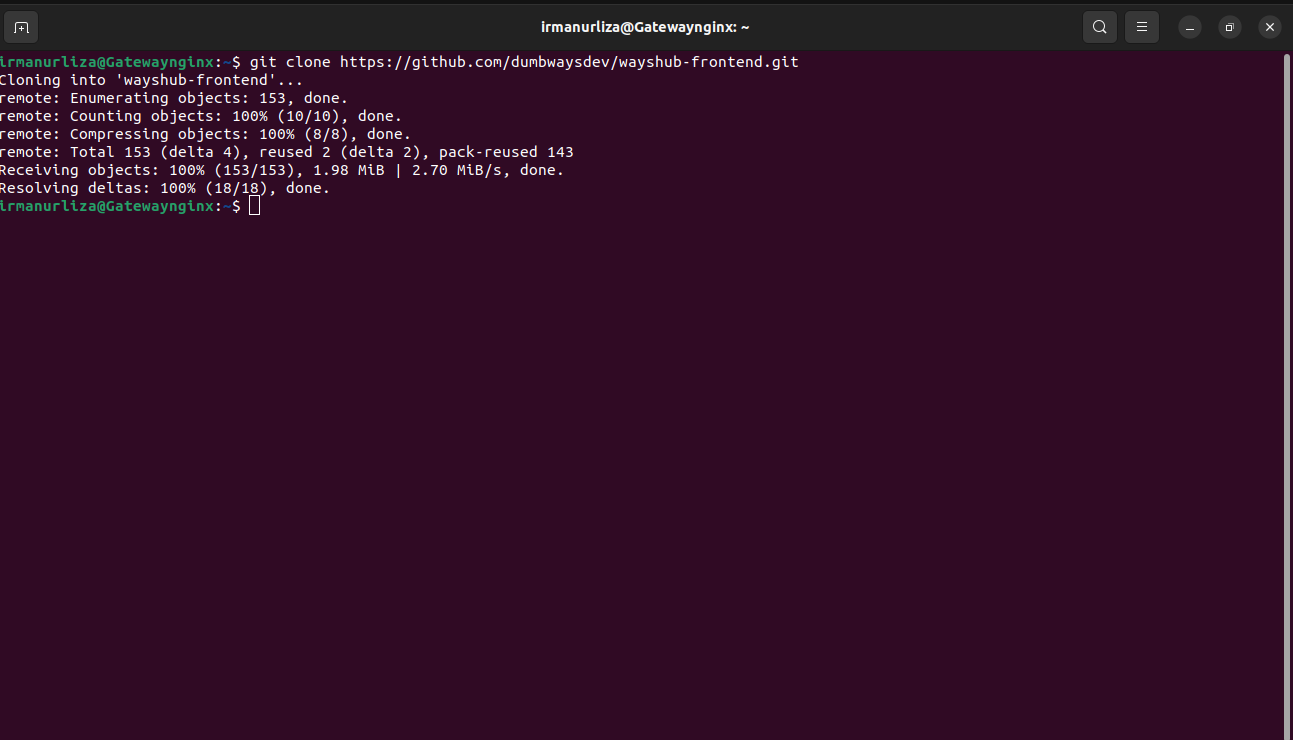 irmanurliza@Gatewaynginx: ~
irmanurliza@Gatewaynginx:~$ git clone https://github.com/dumbwaysdev/wayshub-frontend.git
Cloning into 'wayshub-frontend'...
remote: Enumerating objects: 153, done.
remote: Counting objects: 100% (10/10), done.
remote: Compressing objects: 100% (8/8), done.
remote: Total 153 (delta 4), reused 2 (delta 2), pack-reused 143
Receiving objects: 100% (153/153), 1.98 MiB | 2.70 MiB/s, done.
Resolving deltas: 100% (18/18), done.
irmanurliza@Gatewaynginx:~$